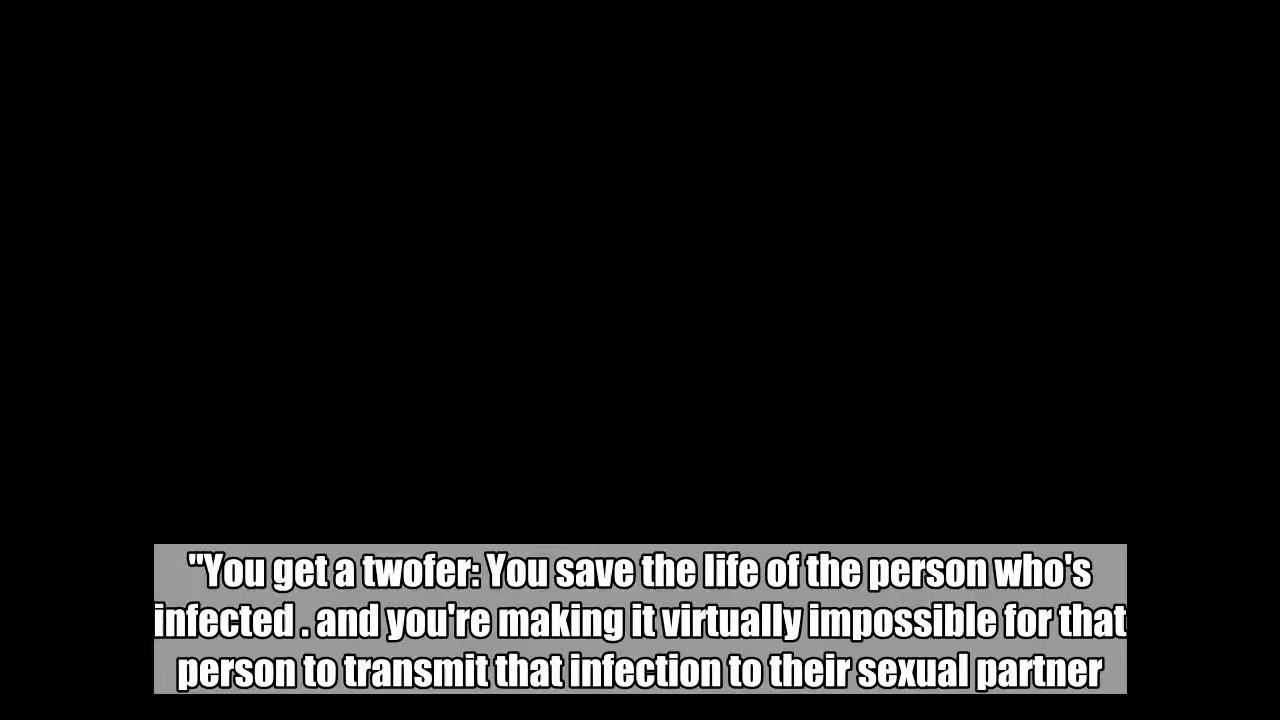 "You get a twofer: You save the life of the person who's
infected . and you're making it virtually impossible for that
person to transmit that infection to their sexual partner